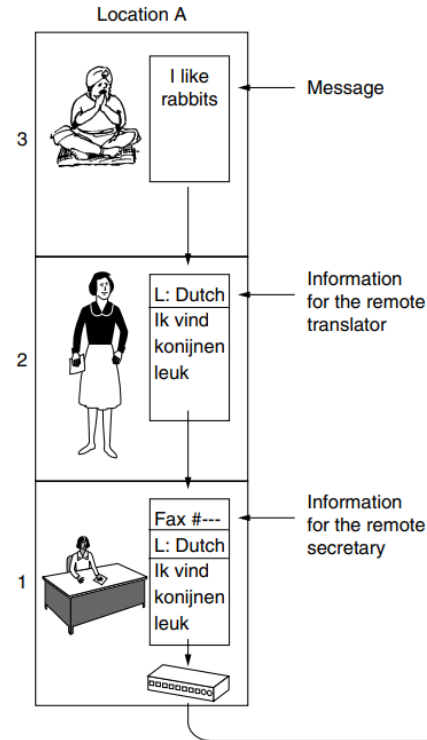 Location A
3
I like
rabbits
Message
2
L: Dutch
Ik vind
konijnen
leuk
Information
for the remote
translator
1
Fax #---
L: Dutch
Ik vind
konijnen
leuk
Information
for the remote
secretary